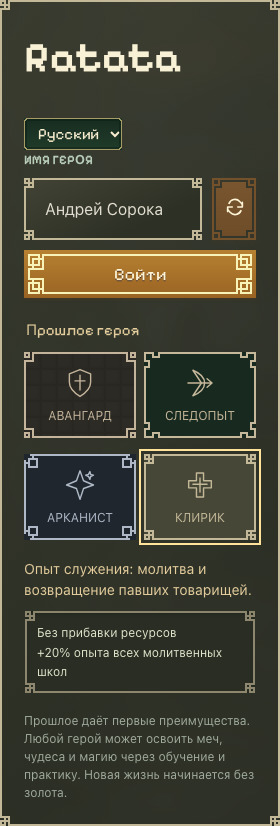 Ratata
Русский
ИМЯ ГЕРОЯ
Андрей Сорока
Войти
Прошлое героя
АВАНГАРД
СЛЕДОПЫТ
АРКАНИСТ
КЛИРИК
Опыт служения: молитва и
возвращение павших товарищей.
Без прибавки ресурсов
+20% опыта всех молитвенных
школ
Прошлое даёт первые преимущества.
Любой герой может освоить меч,
чудеса и магию через обучение и
практику. Новая жизнь начинается без
золота.